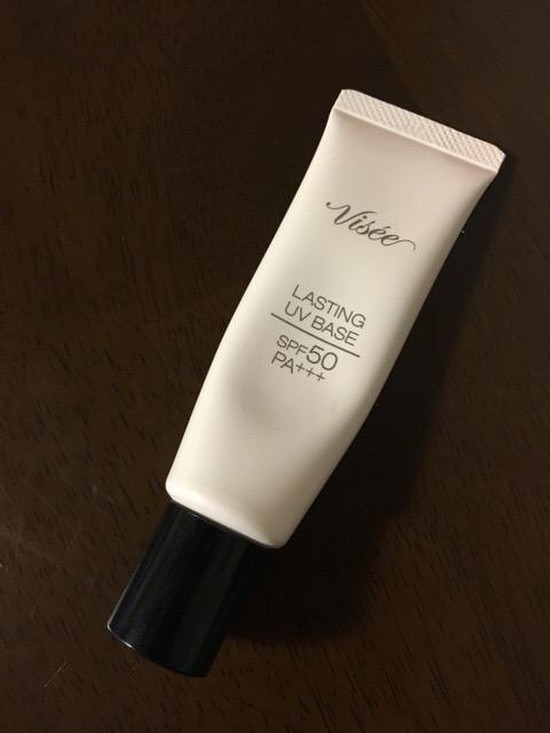 Visée
LASTING
UV BASE
SPF50
PA+++